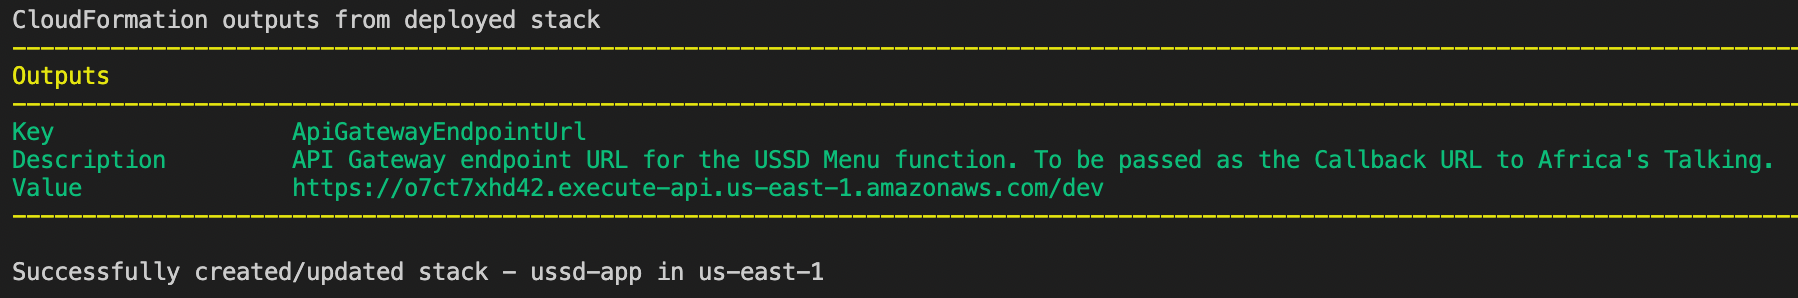 CloudFormation outputs from deployed stack
Outputs
Key ApiGatewayEndpointUrl
Description API Gateway endpoint URL for the USSD Menu function. To be passed as the Callback URL to Africa's Talking.
Value https://o7ct7xhd42.execute-api.us-east-1.amazonaws.com/dev
Successfully created/updated stack - ussd-app in us-east-1